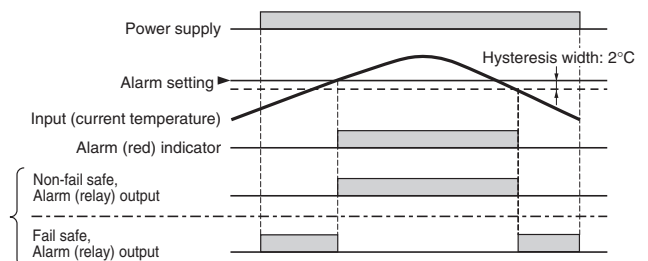 Power supply
Hysteresis width: 2°C
Alarm setting
Input (current temperature)
Alarm (red) indicator
Non-fail safe,
Alarm (relay) output
Fail safe,
Alarm (relay) output